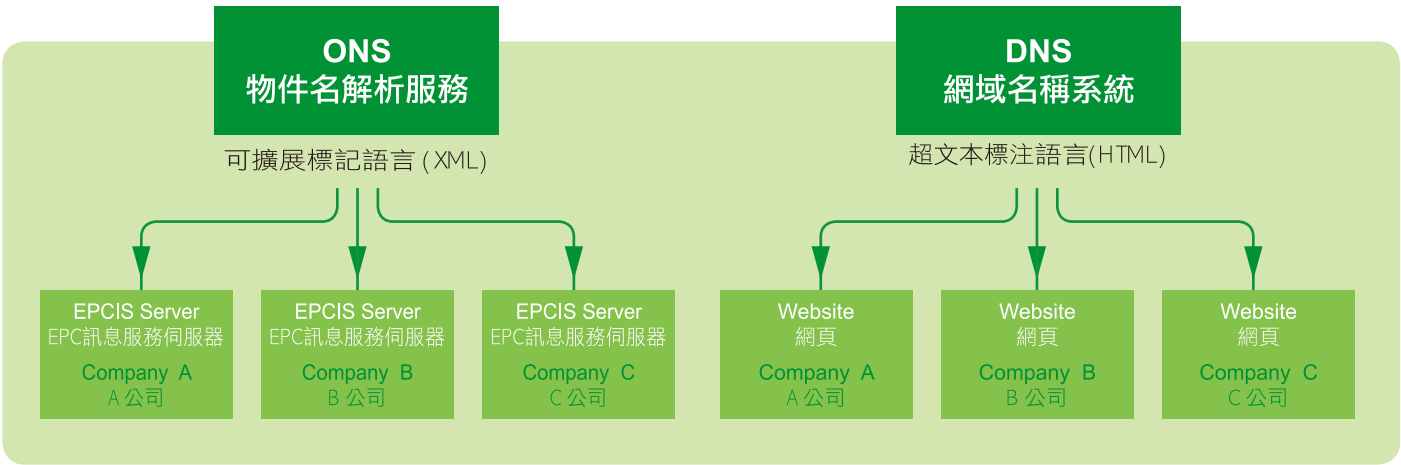 ONS
物件名解析服務
可擴展標記語言 ( XML)
EPCIS Server
EPC訊息服務伺服器
Company A
A 公司
EPCIS Server
EPC訊息服務伺服器
Company B
B 公司
EPCIS Server
EPC訊息服務伺服器
Company C
C 公司
DNS
網域名稱系統
超文本標注語言(HTML)
Website
網頁
Company A
A 公司
Website
網頁
Company B
B 公司
Website
網頁
Company C
C 公司